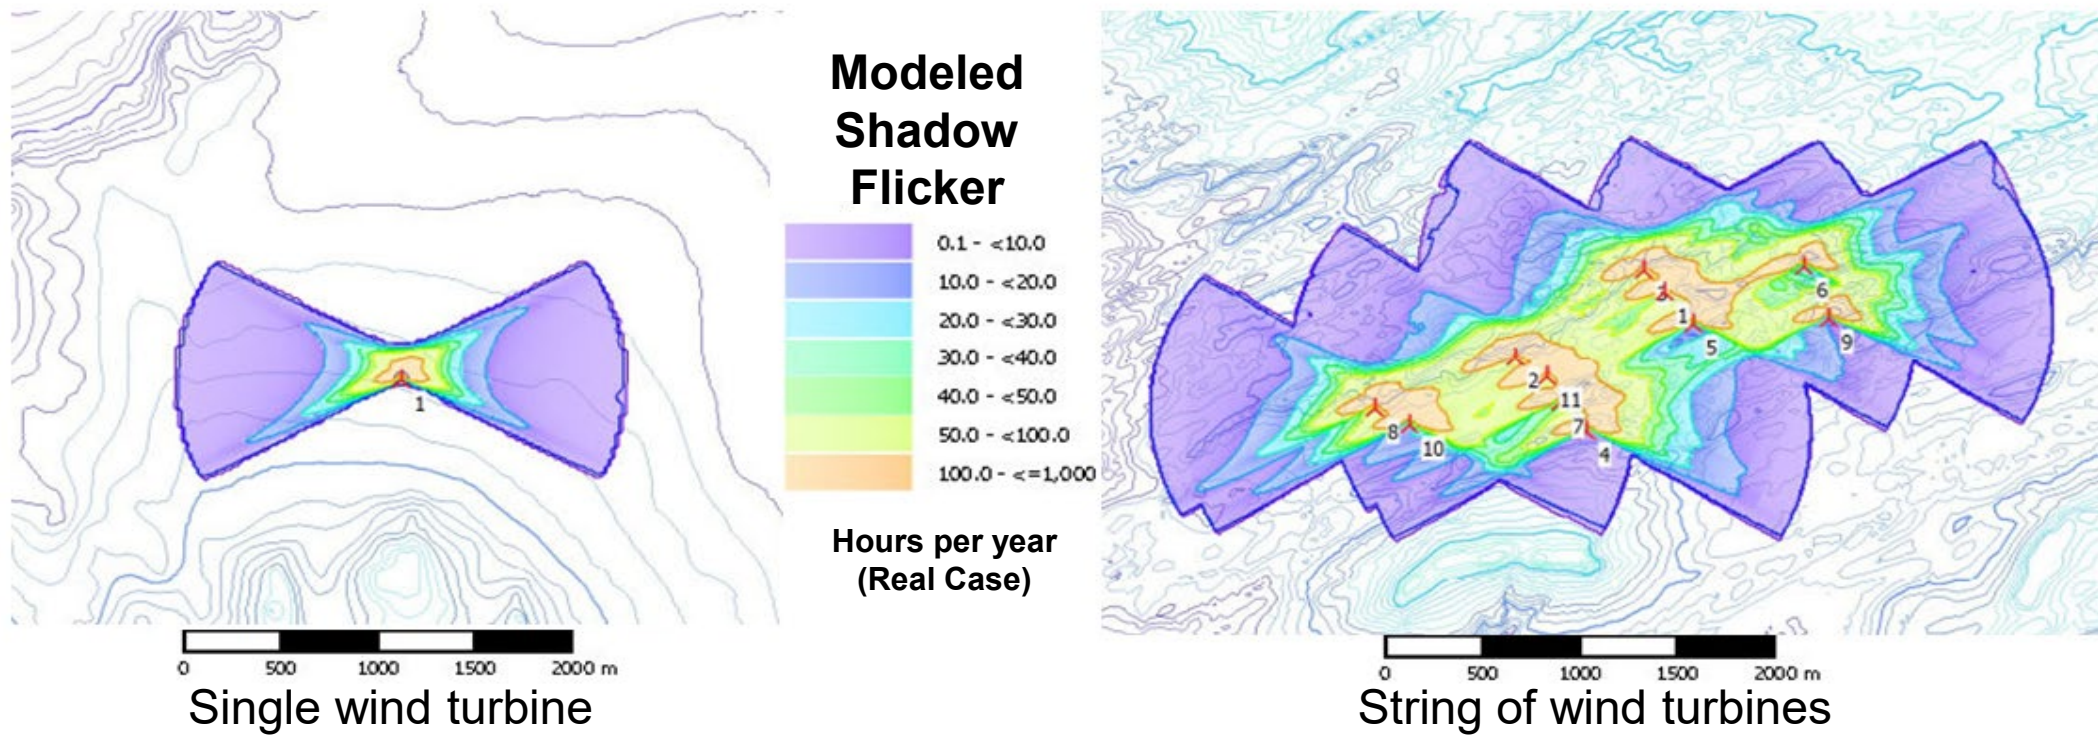 Modeled
Shadow
Flicker
0.1 - <10.0
10.0 - <20.0
20.0 - <30.0
30.0 - <40.0
40.0 - <50.0
50.0 - <100.0
100.0 - <=1,000
Hours per year
(Real Case)
1
0 500 1000 1500 2000 m
Single wind turbine
6
1
5
9
2
11
8
7
10
4
0 500 1000 1500 2000 m
String of wind turbines